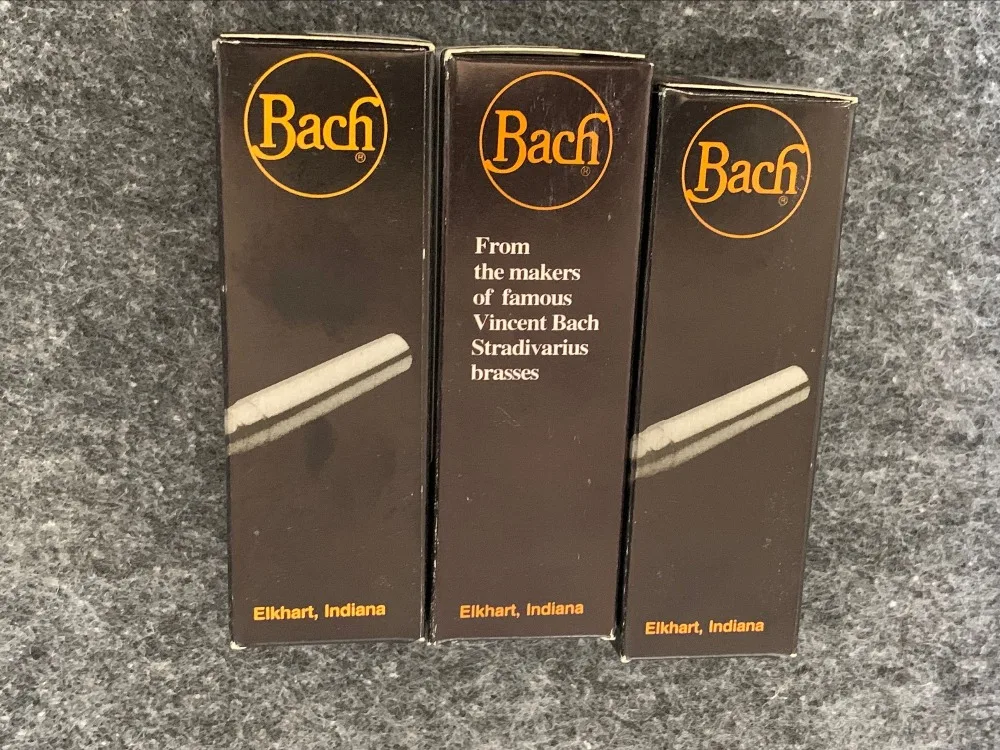 Bach
®
Elkhart, Indiana
Bach
®
From
the makers
of famous
Vincent Bach
Stradivarius
brasses
Elkhart, Indiana
Bach
®
Elkhart, Indiana